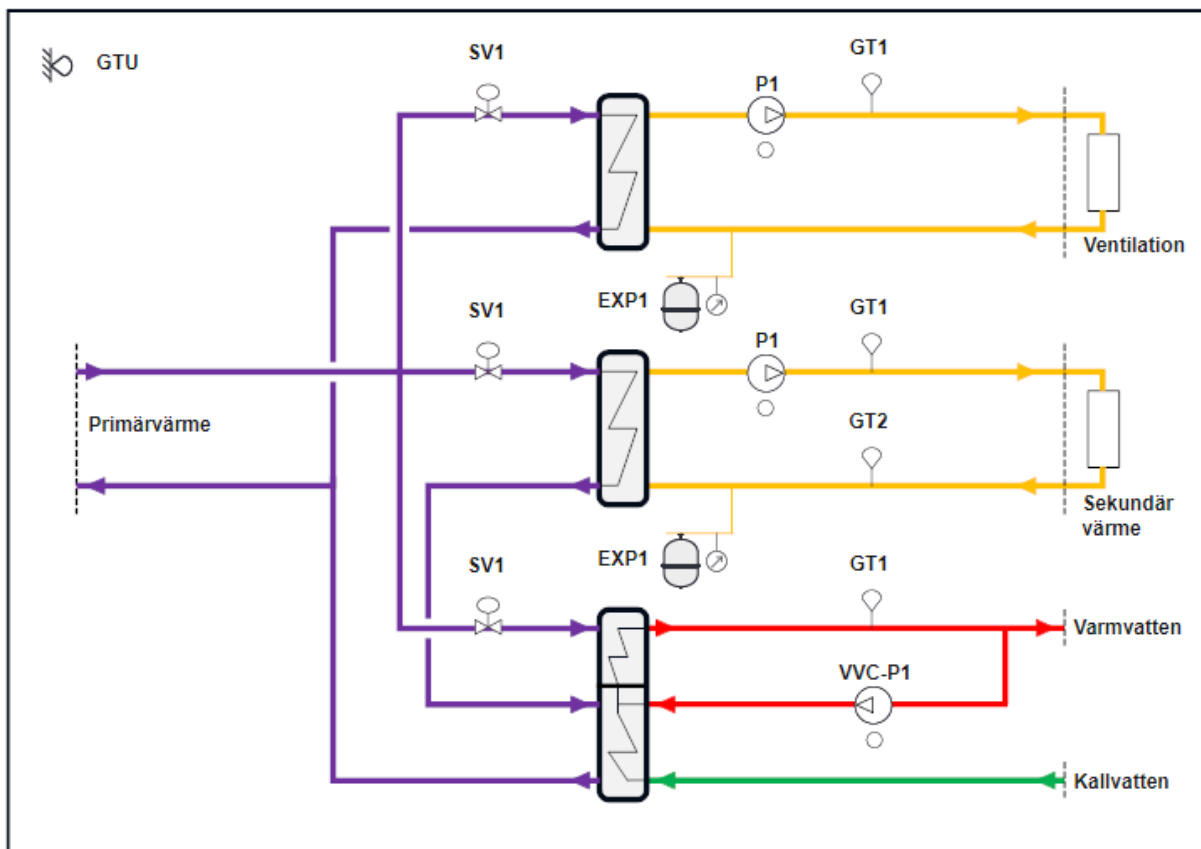 GTU
SV1
P1
GT1
Ventilation
EXP1
SV1
P1
GT1
Primärvärme
GT2
Sekundär
värme
EXP1
SV1
GT1
Varmvatten
VVC-P1
Kallvatten